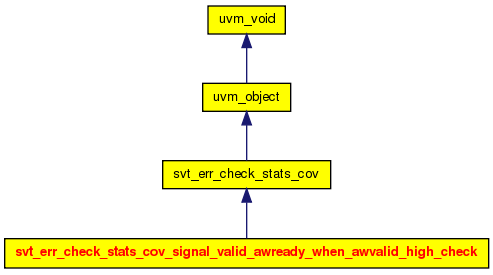 uvm_void
uvm_object
svt_err_check_stats_cov
svt_err_check_stats_cov_signal_valid_awready_when_awvalid_high_check